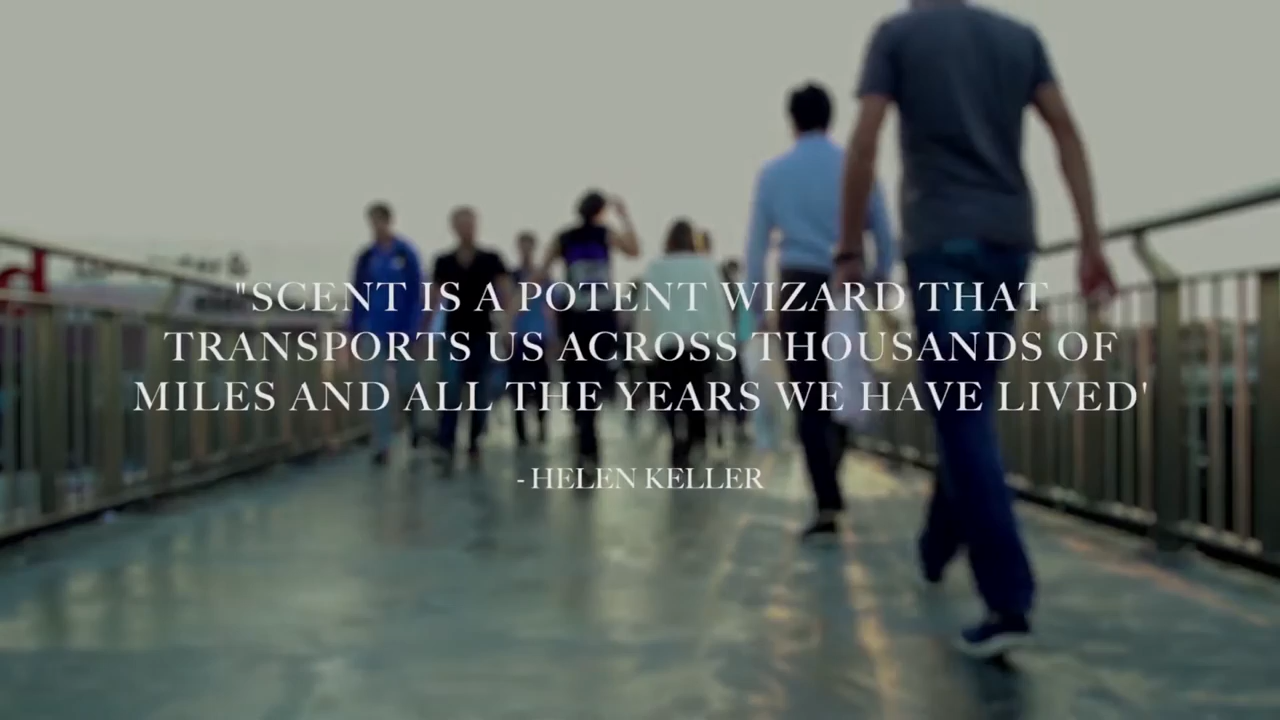 "SCENT IS A POTENT WIZARD THAT
TRANSPORTS US ACROSS THOUSANDS OF
MILES AND ALL THE YEARS WE HAVE LIVED'
- HELEN KELLER